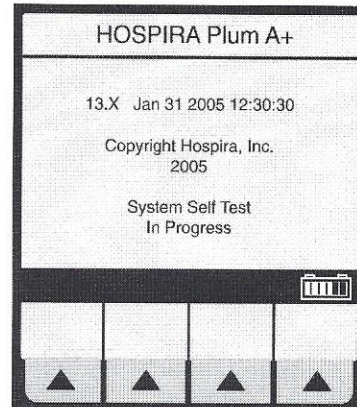 HOSPIRA Plum A+
13.X Jan 31 2005 12:30:30
Copyright Hospira, Inc.
2005
System Self Test
In Progress